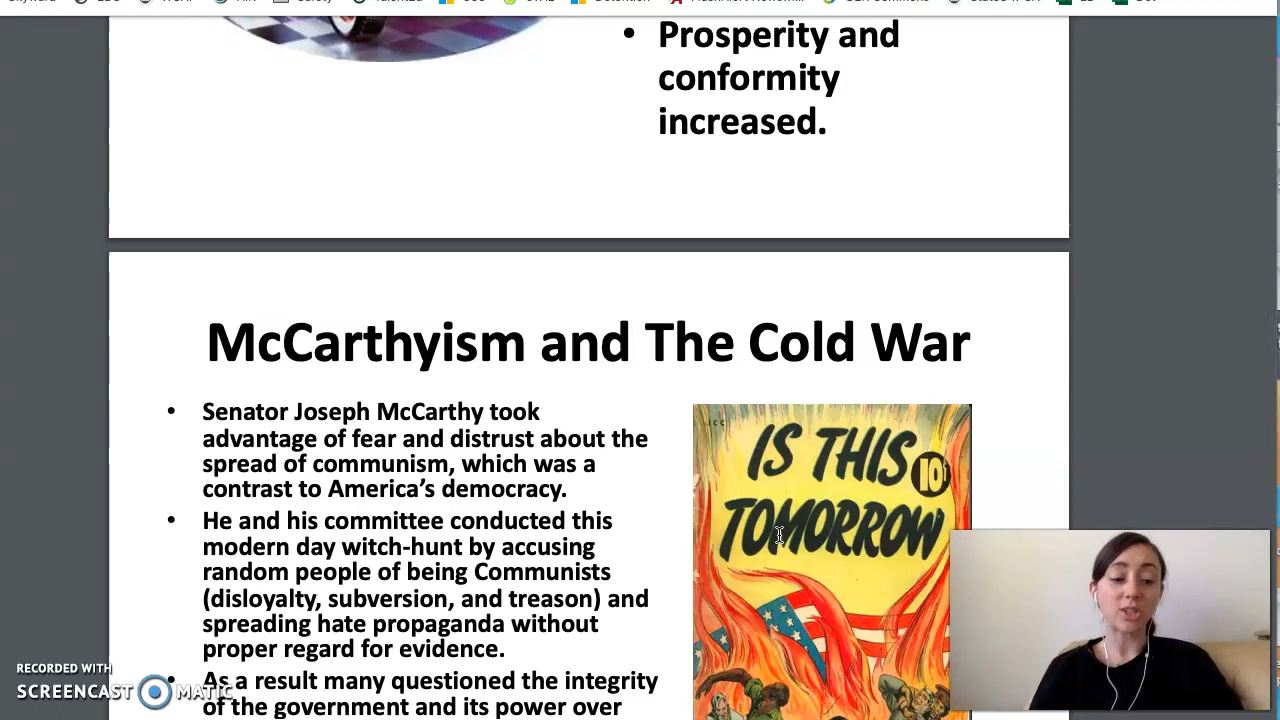 • Prosperity and
conformity
increased.
McCarthyism and The Cold War
• Senator Joseph McCarthy took
advantage of fear and distrust about the
spread of communism, which was a
contrast to America’s democracy.
• He and his committee conducted this
modern day witch-hunt by accusing
random people of being Communists
(disloyalty, subversion, and treason) and
spreading hate propaganda without
proper regard for evidence.
• As a result many questioned the integrity
of the government and its power over
IS THIS
10¢
TOMORROW
RECORDED WITH
SCREENCAST MATIC